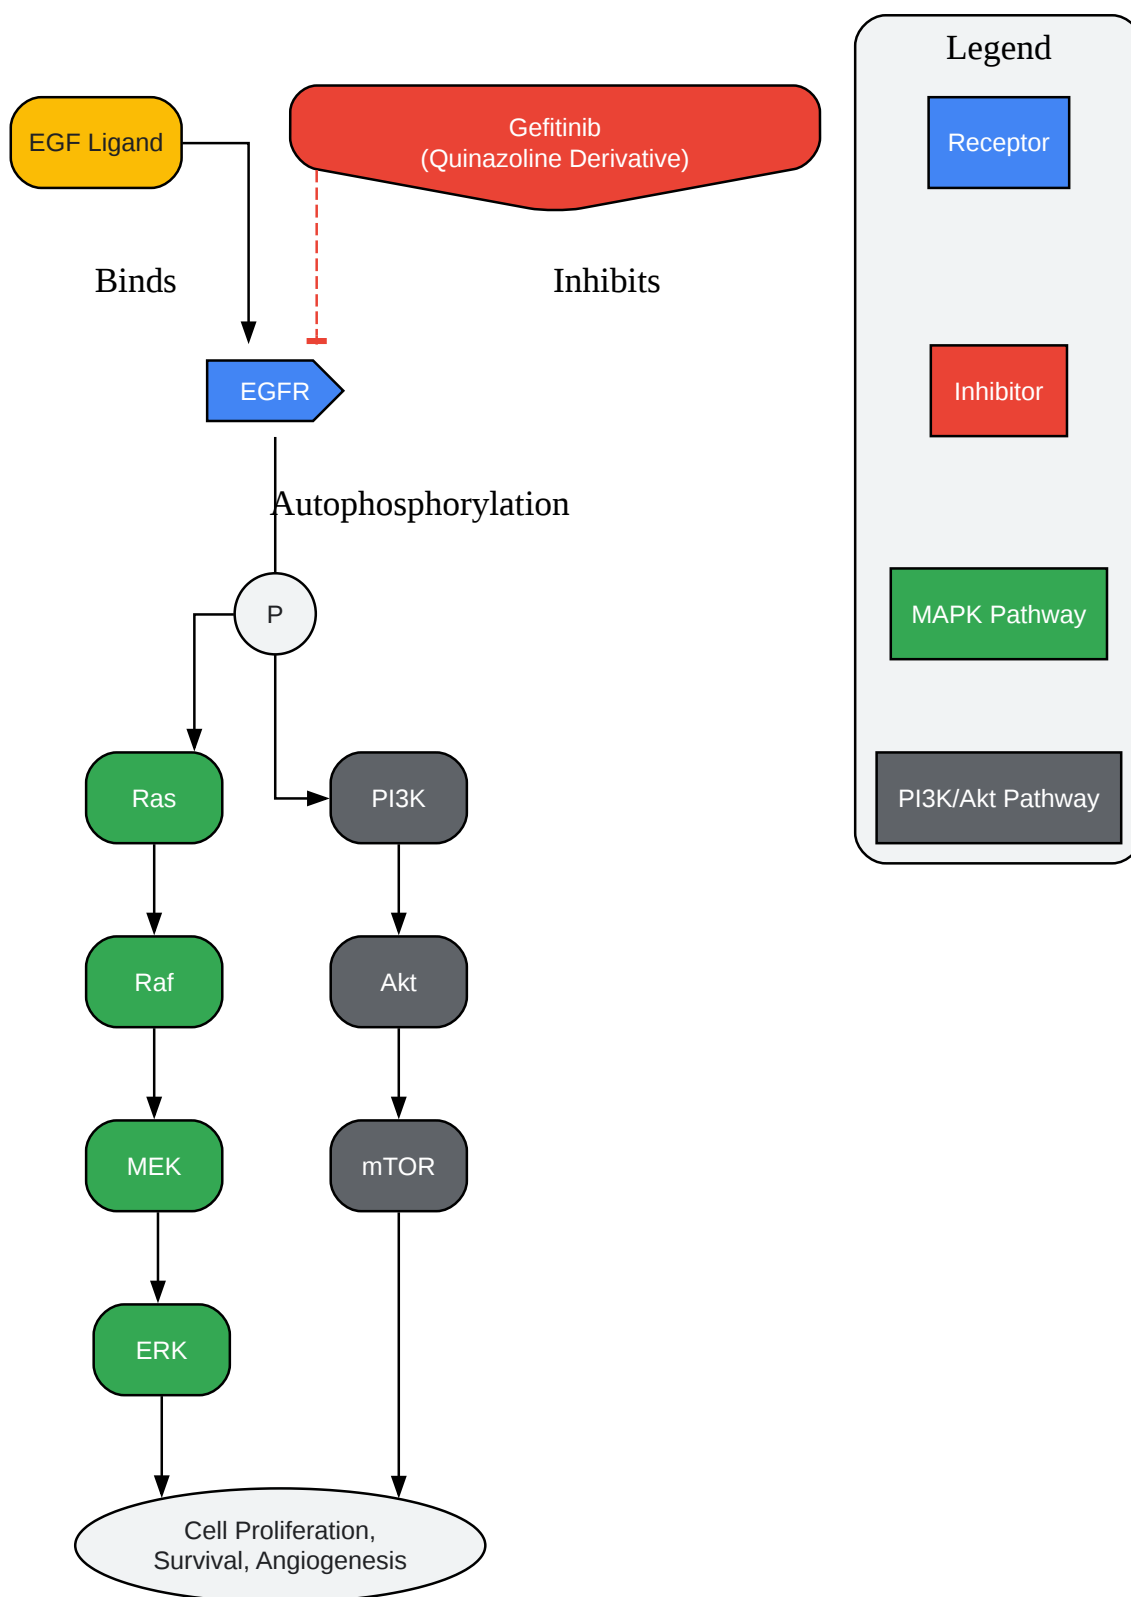 Legend
EGF Ligand
Gefitinib
(Quinazoline Derivative)
Receptor
Binds
Inhibits
EGFR
Inhibitor
Autophosphorylation
P
MAPK Pathway
Ras
PI3K
PI3K/Akt Pathway
Raf
Akt
MEK
mTOR
ERK
Cell Proliferation,
Survival, Angiogenesis